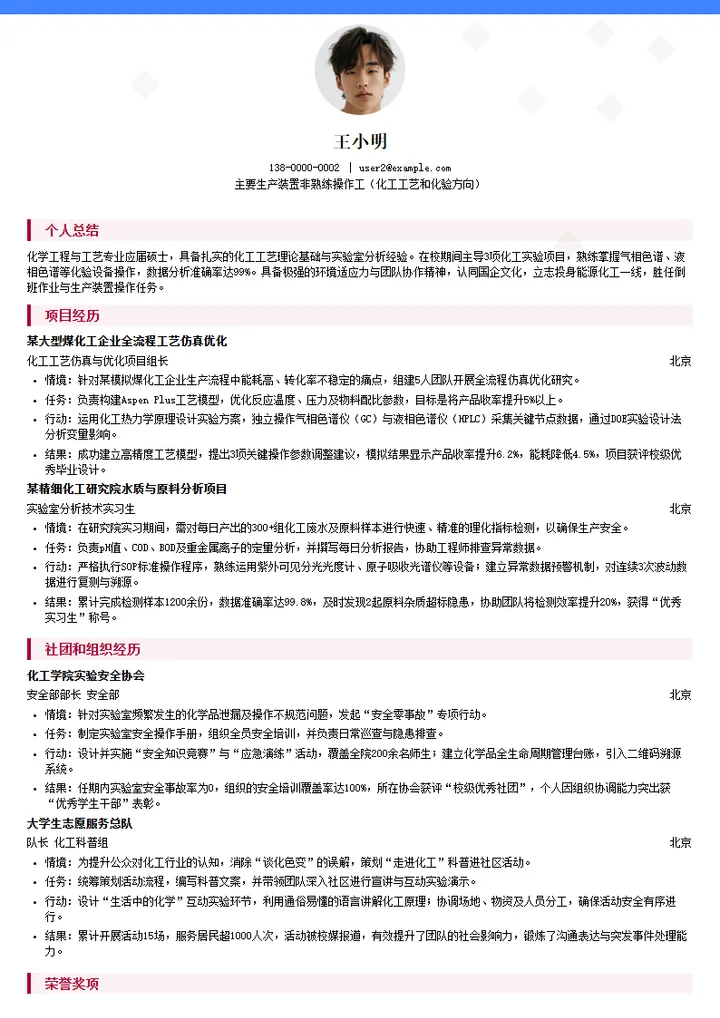 王小明
138-0000-0002 | user2@example.com
主要生产装置非熟练操作工（化工工艺和化验方向）
个人总结
化学工程与工艺专业应届硕士，具备扎实的化工工艺理论基础与实验室分析经验。在校期间主导3项化工实验项目，熟练掌握气相色谱、液
相色谱等化验设备操作，数据分析准确率达99%。具备极强的环境适应力与团队协作精神，认同国企文化，立志投身能源化工一线，胜任倒
班作业与生产装置操作任务。
项目经历
某大型煤化工企业全流程工艺仿真优化
化工工艺仿真与优化项目组长 北京
• 情境：针对某模拟煤化工企业生产流程中能耗高、转化率不稳定的痛点，组建5人团队开展全流程仿真优化研究。
• 任务：负责构建Aspen Plus工艺模型，优化反应温度、压力及物料配比参数，目标是将产品收率提升5%以上。
• 行动：运用化工热力学原理设计实验方案，独立操作气相色谱仪（GC）与液相色谱仪（HPLC）采集关键节点数据，通过DOE实验设计法
分析变量影响。
• 结果：成功建立高精度工艺模型，提出3项关键操作参数调整建议，模拟结果显示产品收率提升6.2%，能耗降低4.5%，项目获评校级优
秀毕业设计。
某精细化工研究院水质与原料分析项目
实验室分析技术实习生 北京
• 情境：在研究院实习期间，需对每日产出的300+组化工废水及原料样本进行快速、精准的理化指标检测，以确保生产安全。
• 任务：负责pH值、COD、BOD及重金属离子的定量分析，并撰写每日分析报告，协助工程师排查异常数据。
• 行动：严格执行SOP标准操作程序，熟练运用紫外可见分光光度计、原子吸收光谱仪等设备；建立异常数据预警机制，对连续3次波动数
据进行复测与溯源。
• 结果：累计完成检测样本1200余份，数据准确率达99.8%，及时发现2起原料杂质超标隐患，协助团队将检测效率提升20%，获得“优秀
实习生”称号。
社团和组织经历
化工学院实验安全协会
安全部部长 安全部 北京
• 情境：针对实验室频繁发生的化学品泄漏及操作不规范问题，发起“安全零事故”专项行动。
• 任务：制定实验室安全操作手册，组织全员安全培训，并负责日常巡查与隐患排查。
• 行动：设计并实施“安全知识竞赛”与“应急演练”活动，覆盖全院200余名师生；建立化学品全生命周期管理台账，引入二维码溯源
系统。
• 结果：任期内实验室安全事故率为0，组织的安全培训覆盖率达100%，所在协会获评“校级优秀社团”，个人因组织协调能力突出获
“优秀学生干部”表彰。
大学生志愿服务总队
队长 化工科普组 北京
• 情境：为提升公众对化工行业的认知，消除“谈化色变”的误解，策划“走进化工”科普进社区活动。
• 任务：统筹策划活动流程，编写科普文案，并带领团队深入社区进行宣讲与互动实验演示。
• 行动：设计“生活中的化学”互动实验环节，利用通俗易懂的语言讲解化工原理；协调场地、物资及人员分工，确保活动安全有序进
行。
• 结果：累计开展活动15场，服务居民超1000人次，活动被校媒报道，有效提升了团队的社会影响力，锻炼了沟通表达与突发事件处理能
力。
荣誉奖项